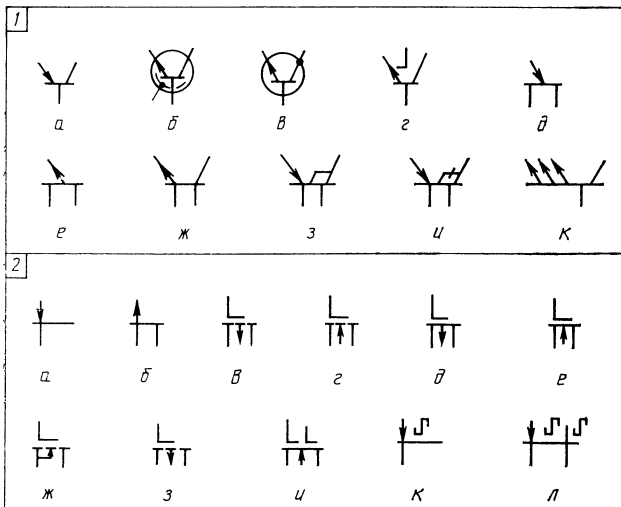 1
а б в г д
е ж з и к
2
а б в г д е
ж з и к л